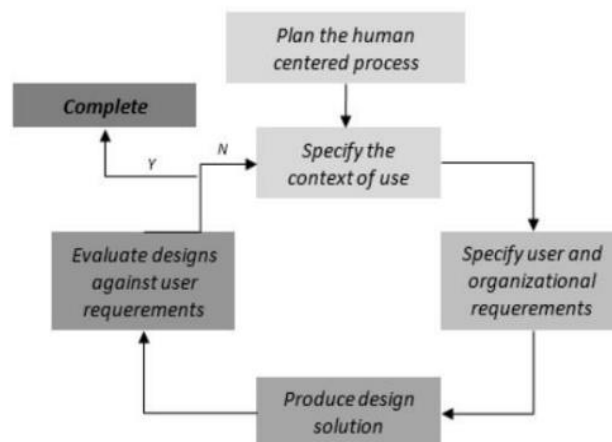 Plan the human
centered process
Complete
N
Y
Specify the
context of use
Evaluate designs
against user
requerements
Specify user and
organizational
requerements
Produce design
solution